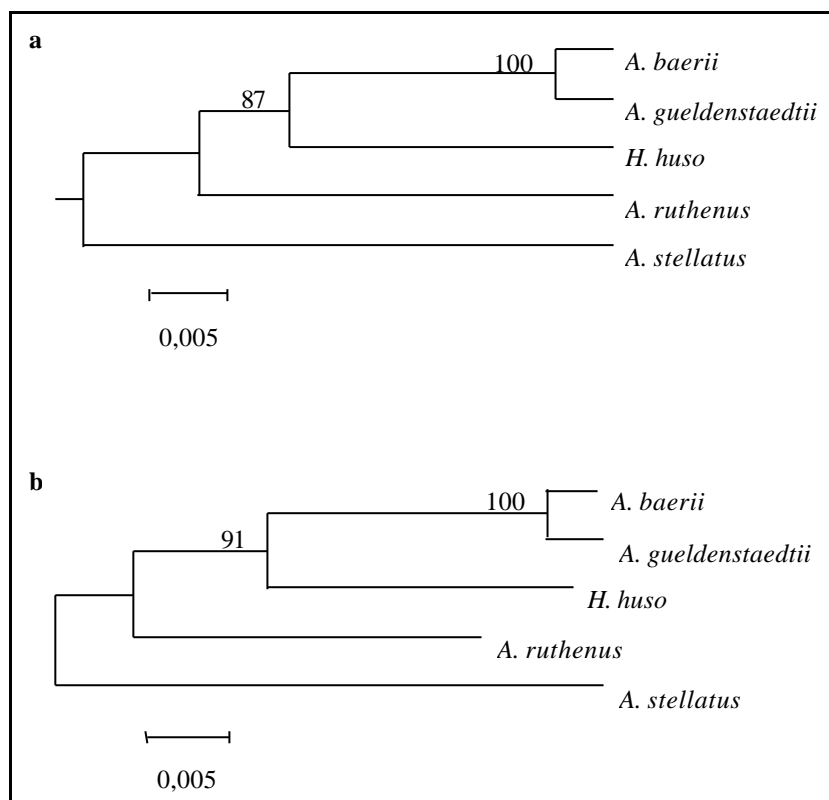 a
100
A. baerii
87
A. gueldenstaedtii
H. huso
A. ruthenus
A. stellatus
0,005
b
100
A. baerii
91
A. gueldenstaedtii
H. huso
A. ruthenus
A. stellatus
0,005